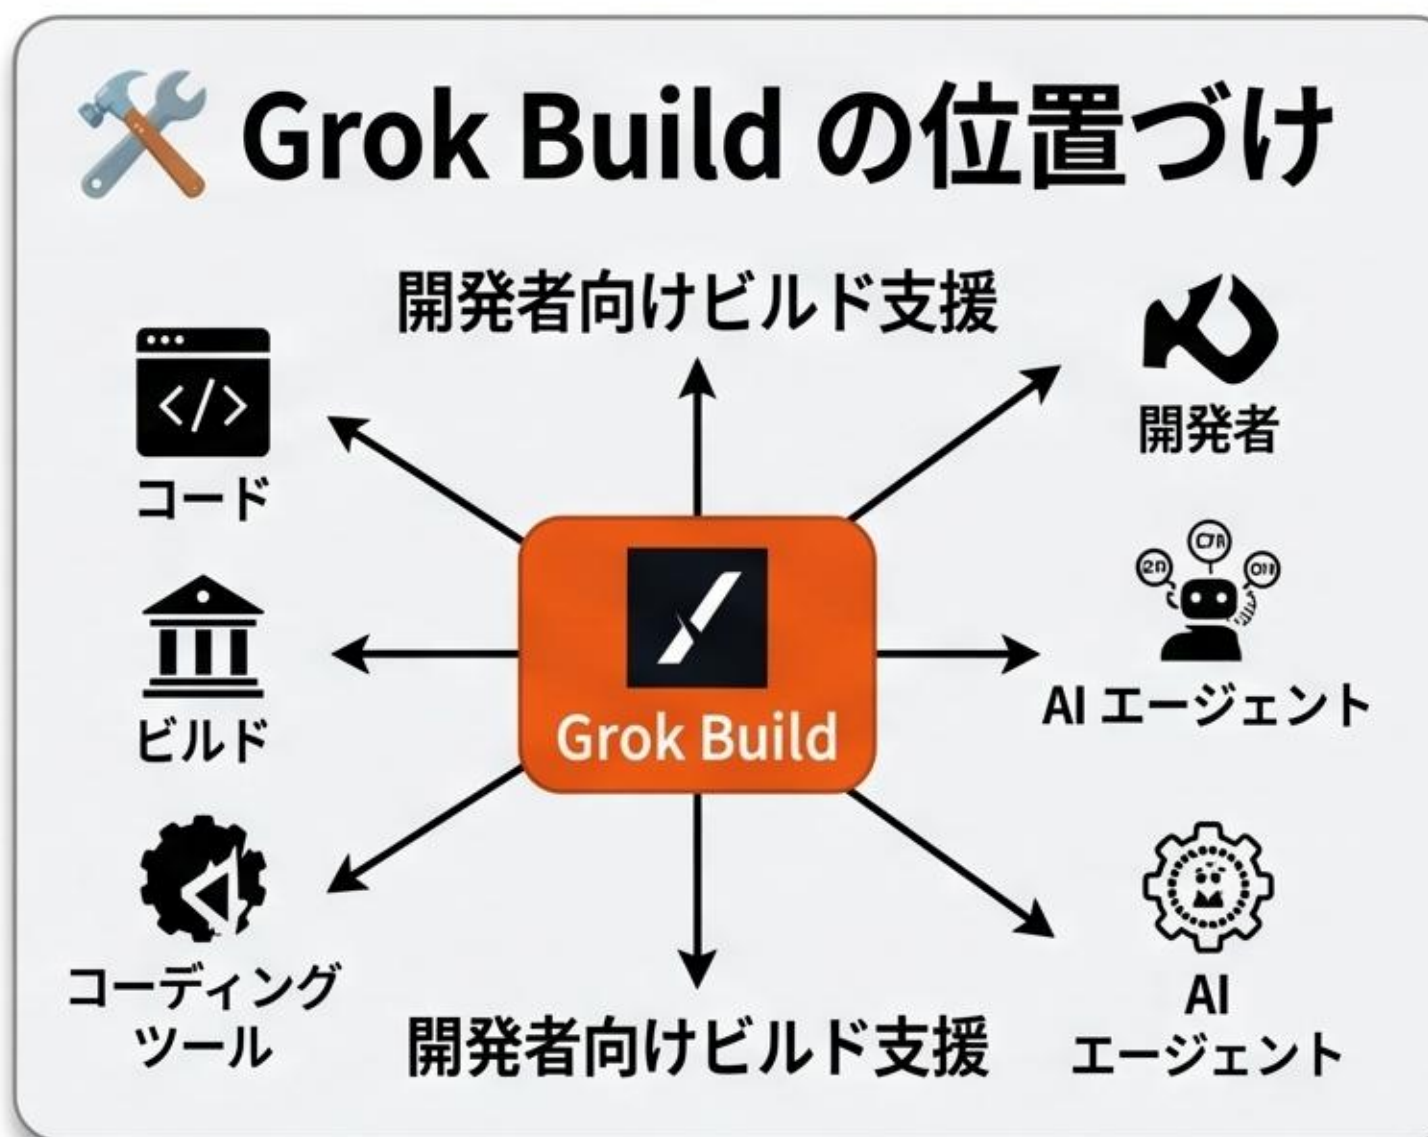 Grok Build の位置づけ
開発者向けビルド支援
コード
開発者
ビルド
Grok Build
AI エージェント
コーディング
ツール
開発者向けビルド支援
AI
エージェント